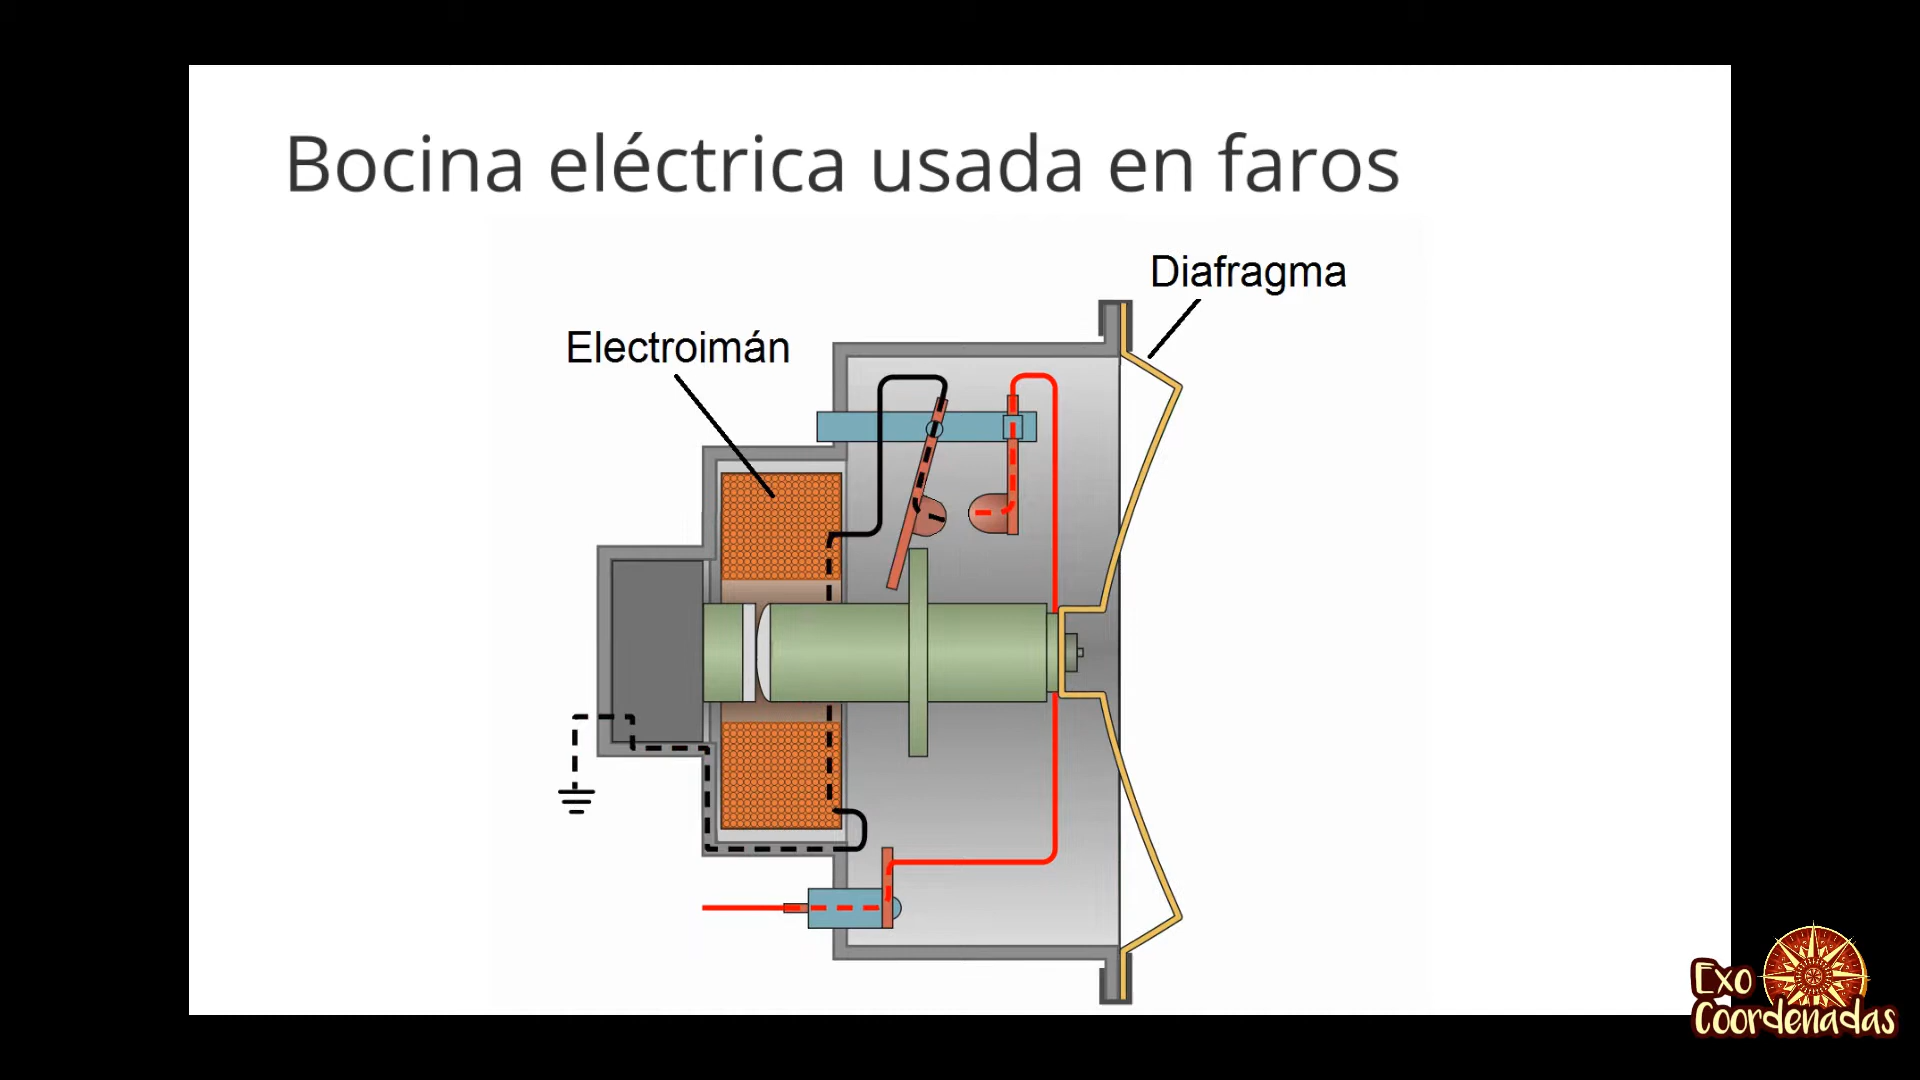 Bocina eléctrica usada en faros
Diafragma
Electroimán
Exo
Coordenadas